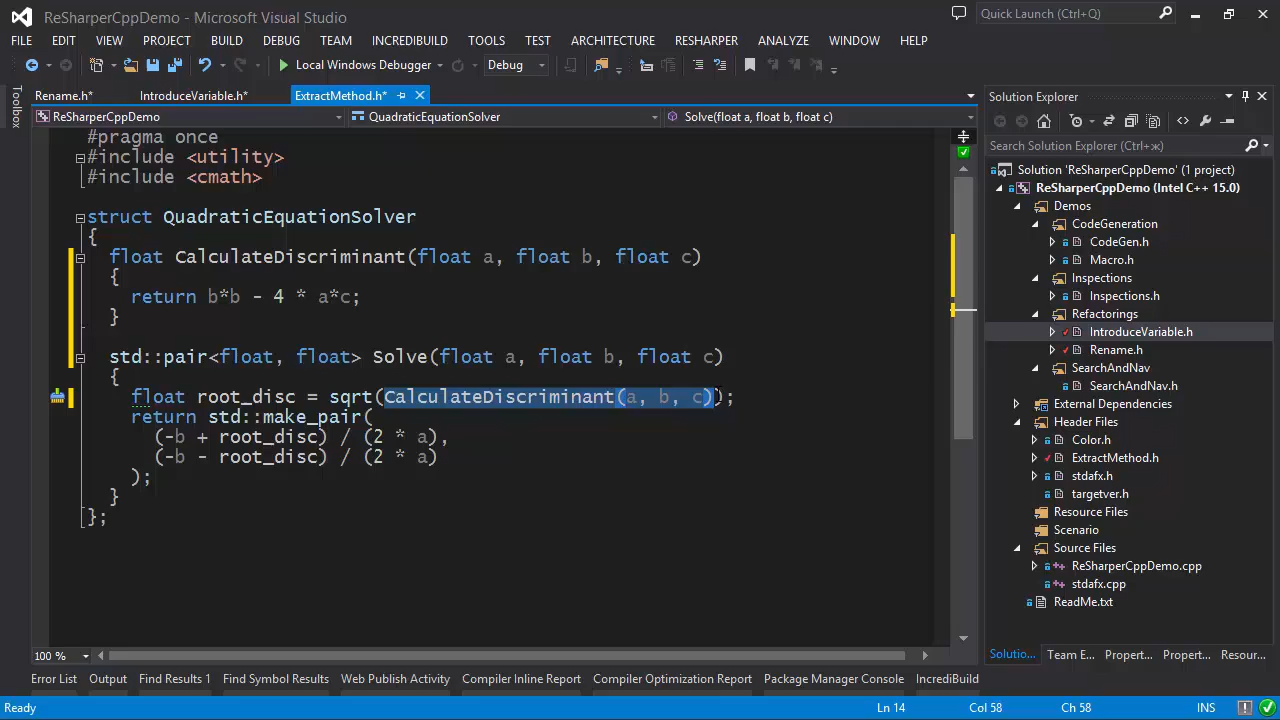 ReSharperCppDemo - Microsoft Visual Studio
Quick Launch (Ctrl+Q)
FILE EDIT VIEW PROJECT BUILD DEBUG TEAM INCREDIBUILD TOOLS TEST ARCHITECTURE RESHARPER ANALYZE WINDOW HELP
Local Windows Debugger Debug
Toolbox
Rename.h* IntroduceVariable.h* ExtractMethod.h*
ReSharperCppDemo QuadraticEquationSolver Solve(float a, float b, float c)
#pragma once
#include <utility>
#include <cmath>
struct QuadraticEquationSolver
{
float CalculateDiscriminant(float a, float b, float c)
{
return b*b - 4 * a*c;
}
std::pair<float, float> Solve(float a, float b, float c)
{
float root_disc = sqrt(CalculateDiscriminant(a, b, c));
return std::make_pair(
(-b + root_disc) / (2 * a),
(-b - root_disc) / (2 * a)
);
}
};
100 %
Solution Explorer
Search Solution Explorer (Ctrl+ж)
Solution 'ReSharperCppDemo' (1 project)
ReSharperCppDemo (Intel C++ 15.0)
Demos
CodeGeneration
CodeGen.h
Macro.h
Inspections
Inspections.h
Refactorings
IntroduceVariable.h
Rename.h
SearchAndNav
SearchAndNav.h
External Dependencies
Header Files
Color.h
ExtractMethod.h
stdafx.h
targetver.h
Resource Files
Scenario
Source Files
ReSharperCppDemo.cpp
stdafx.cpp
ReadMe.txt
Solutio... Team E... Propert... Propert... Resour...
Error List Output Find Results 1 Find Symbol Results Web Publish Activity Compiler Inline Report Compiler Optimization Report Package Manager Console IncrediBuild
Ready Ln 14 Col 58 Ch 58 INS